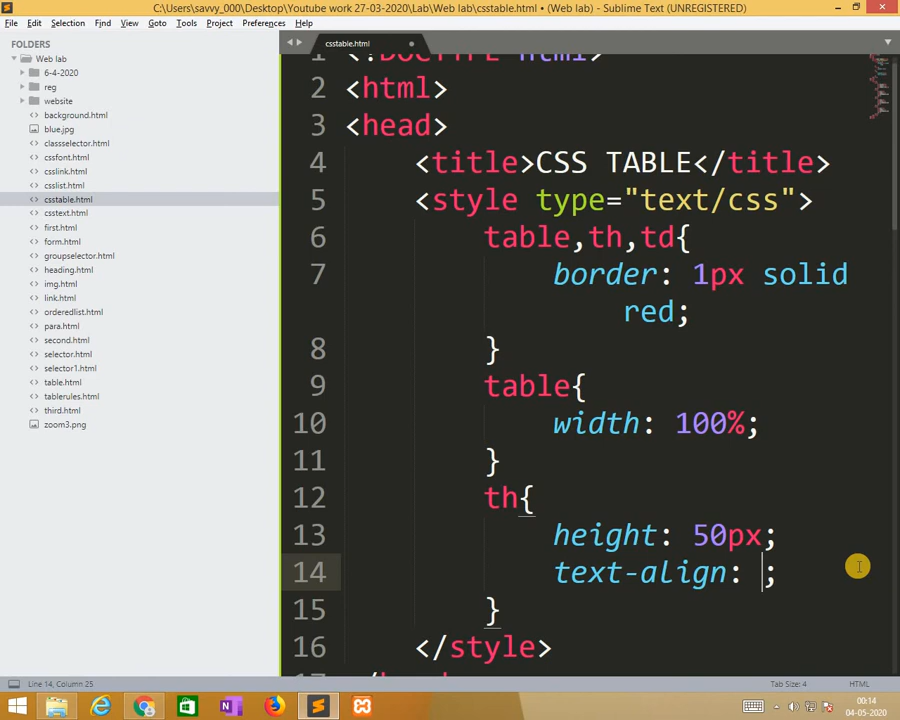 C:\Users\savvy_000\Desktop\Youtube work 27-03-2020\Lab\Web lab\csstable.html • (Web lab) - Sublime Text (UNREGISTERED)
File Edit Selection Find View Goto Tools Project Preferences Help
FOLDERS
Web lab
6-4-2020
reg
website
background.html
blue.jpg
classselector.html
cssfont.html
csslink.html
csslist.html
csstable.html
csstext.html
first.html
form.html
groupselector.html
heading.html
img.html
link.html
orderedlist.html
para.html
second.html
selector.html
selector1.html
table.html
tablerules.html
third.html
zoom3.png
csstable.html
1 <!DOCTYPE html>
2 <html>
3 <head>
4 <title>CSS TABLE</title>
5 <style type="text/css">
6 table,th,td{
7 border: 1px solid
red;
8 }
9 table{
10 width: 100%;
11 }
12 th{
13 height: 50px;
14 text-align: ;
15 }
16 </style>
17 </head>
Line 14, Column 25
Tab Size: 4
HTML
00:14
04-05-2020